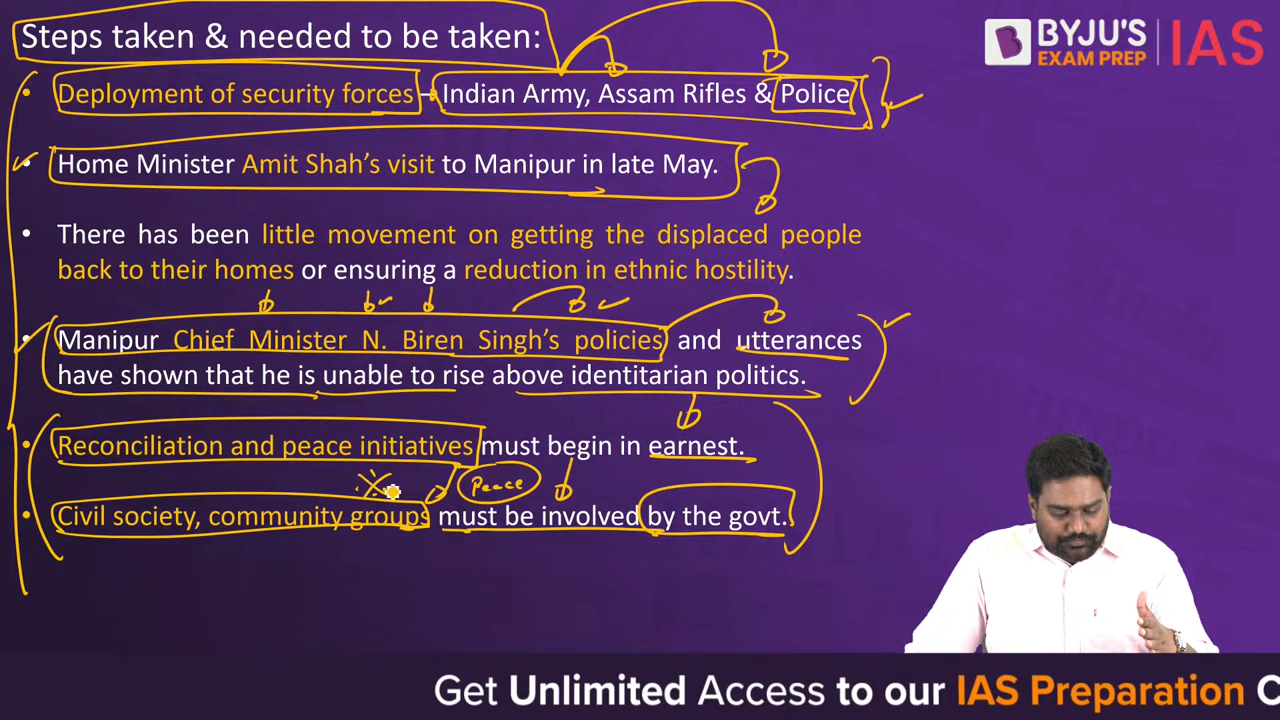 Steps taken & needed to be taken:
BYJU'S
EXAM PREP
IAS
• Deployment of security forces – Indian Army, Assam Rifles & Police
• Home Minister Amit Shah's visit to Manipur in late May.
• There has been little movement on getting the displaced people
back to their homes or ensuring a reduction in ethnic hostility.
• Manipur Chief Minister N. Biren Singh's policies and utterances
have shown that he is unable to rise above identitarian politics.
• Reconciliation and peace initiatives must begin in earnest.
Peace
• Civil society, community groups must be involved by the govt.
Get Unlimited Access to our IAS Preparation C